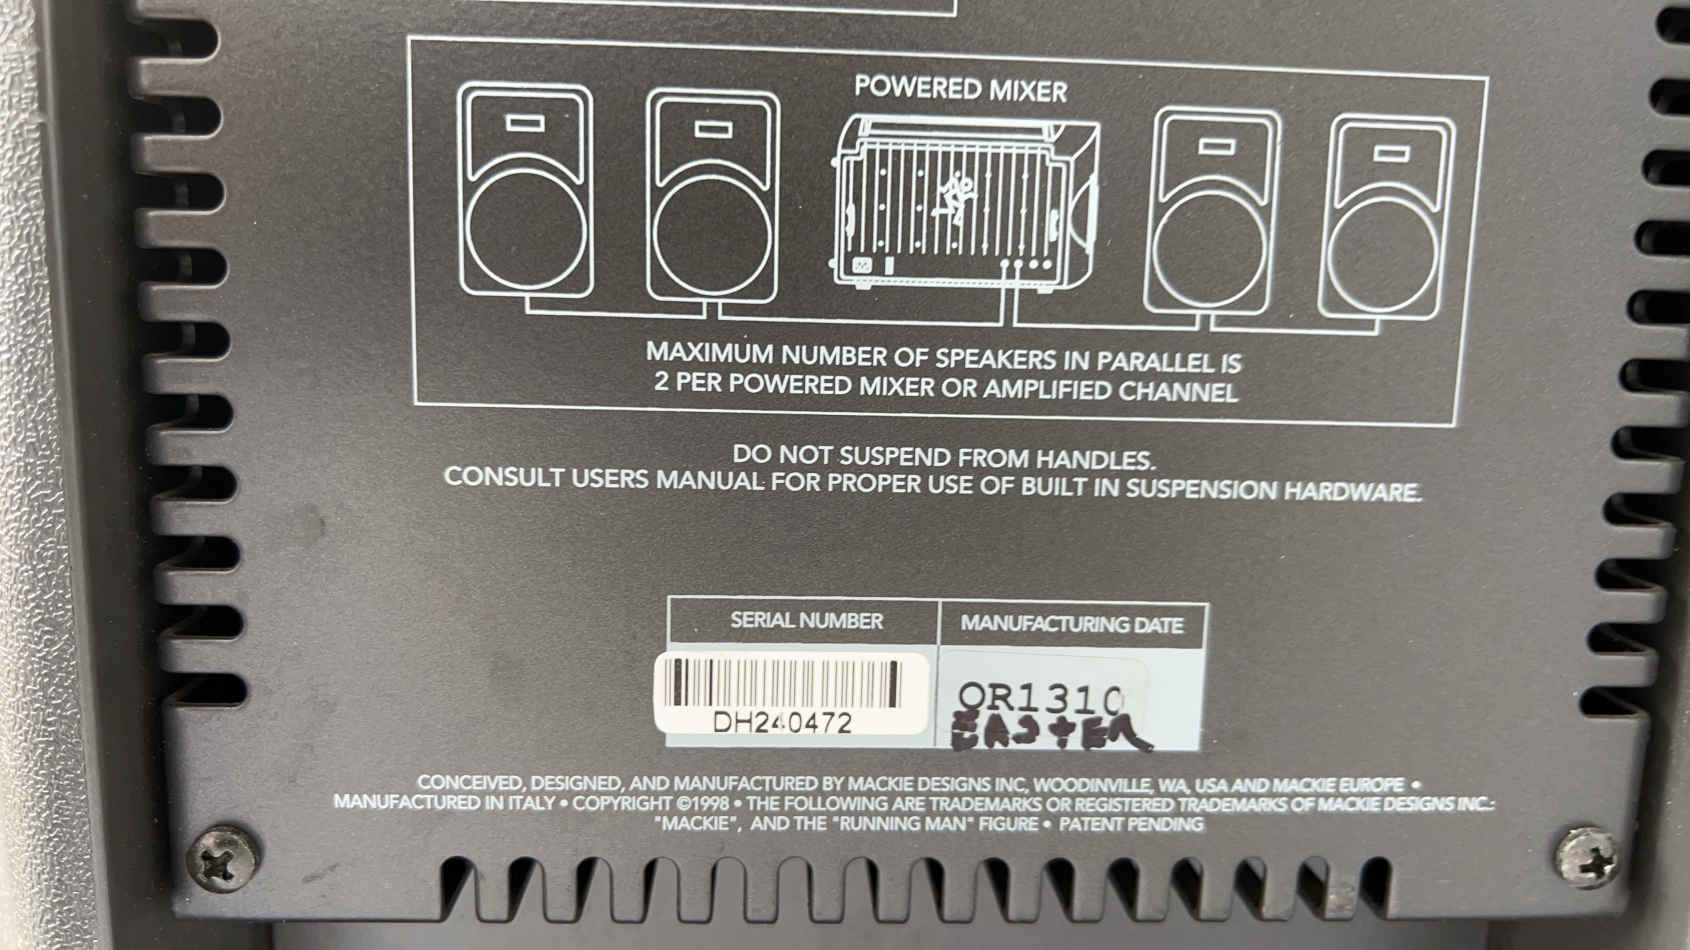 POWERED MIXER
MAXIMUM NUMBER OF SPEAKERS IN PARALLEL IS
2 PER POWERED MIXER OR AMPLIFIED CHANNEL
DO NOT SUSPEND FROM HANDLES.
CONSULT USERS MANUAL FOR PROPER USE OF BUILT IN SUSPENSION HARDWARE.
SERIAL NUMBER
MANUFACTURING DATE
DH240472
OR1310
EASTER
CONCEIVED, DESIGNED, AND MANUFACTURED BY MACKIE DESIGNS INC, WOODINVILLE, WA, USA AND MACKIE EUROPE •
MANUFACTURED IN ITALY • COPYRIGHT ©1998 • THE FOLLOWING ARE TRADEMARKS OR REGISTERED TRADEMARKS OF MACKIE DESIGNS INC.:
"MACKIE", AND THE "RUNNING MAN" FIGURE • PATENT PENDING